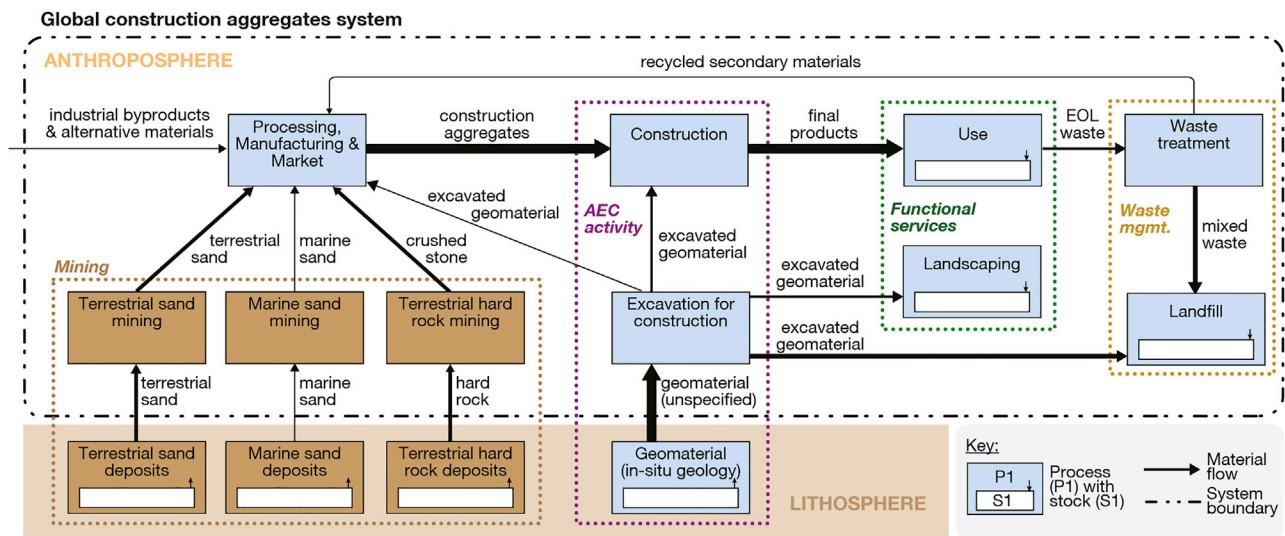 Global construction aggregates system
ANTHROPOSPHERE
recycled secondary materials
industrial byproducts
& alternative materials
Processing,
Manufacturing &
Market
construction
aggregates
Construction
final
products
Use
EOL
waste
Waste
treatment
excavated
geomaterial
AEC
activity
excavated
geomaterial
Functional
services
Waste
mgmt.
mixed
waste
terrestrial
sand
marine
sand
crushed
stone
Mining
Terrestrial sand
mining
Marine sand
mining
Terrestrial hard
rock mining
Excavation for
construction
excavated
geomaterial
Landscaping
excavated
geomaterial
Landfill
terrestrial
sand
marine
sand
hard
rock
geomaterial
(unspecified)
Terrestrial sand
deposits
Marine sand
deposits
Terrestrial hard
rock deposits
Geomaterial
(in-situ geology)
LITHOSPHERE
Key:
P1
S1
Process
(P1) with
stock (S1)
Material
flow
System
boundary